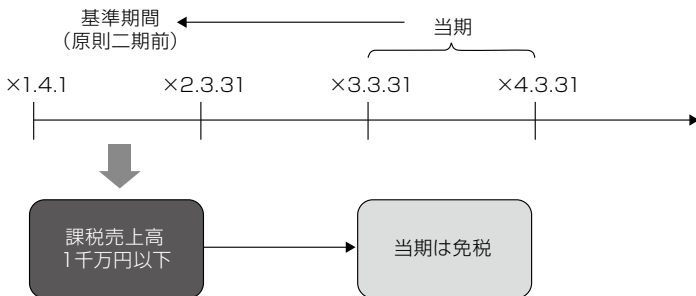 基準期間
（原則二期前）
当期
×1.4.1
×2.3.31
×3.3.31
×4.3.31
課税売上高
1千万円以下
当期は免税